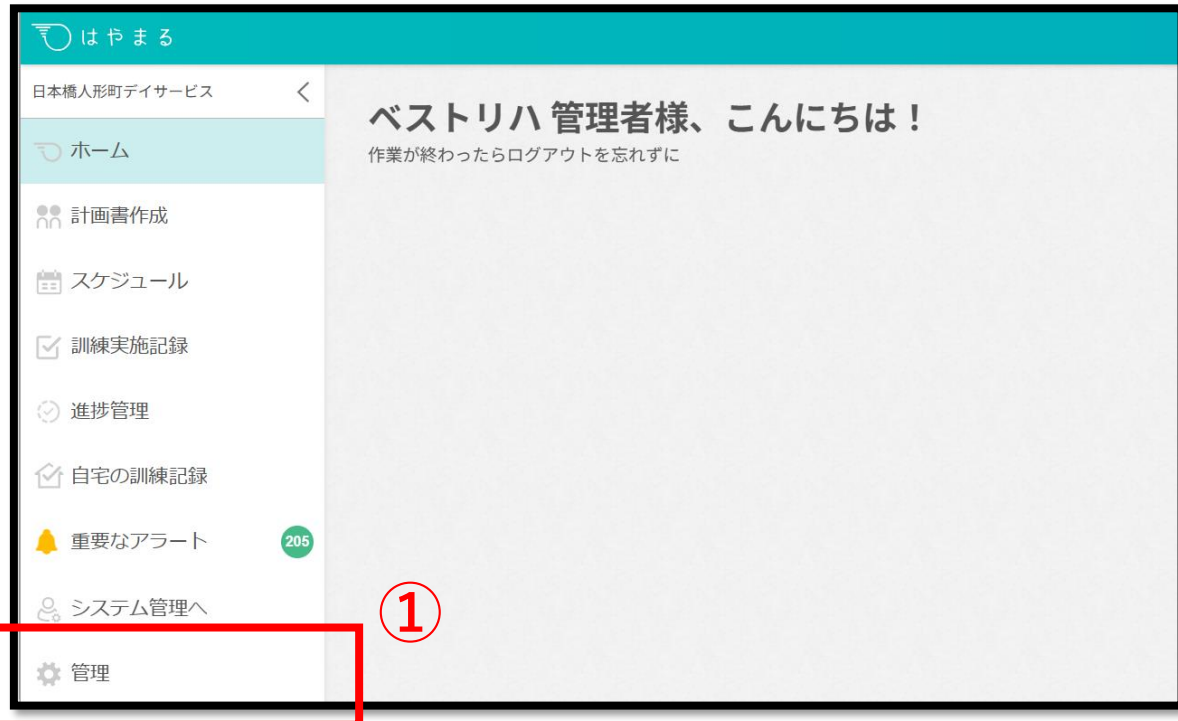 はやまる
日本橋人形町デイサービス
ホーム
計画書作成
スケジュール
訓練実施記録
進捗管理
自宅の訓練記録
重要なアラート 205
システム管理へ
管理
ベストリハ 管理者様、こんにちは！
作業が終わったらログアウトを忘れずに
①